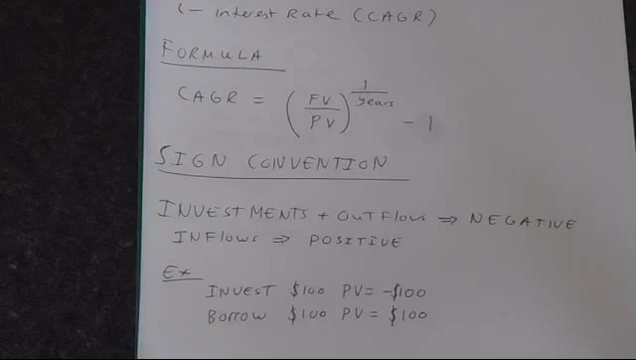 - Interest Rate (CAGR)
FORMULA
CAGR = (FV/PV)^(1/years) - 1
SIGN CONVENTION
INVESTMENTS + OUTFLOWS ⇒ NEGATIVE
INFLOWS ⇒ POSITIVE
Ex
INVEST $100 PV = -$100
BORROW $100 PV = $100